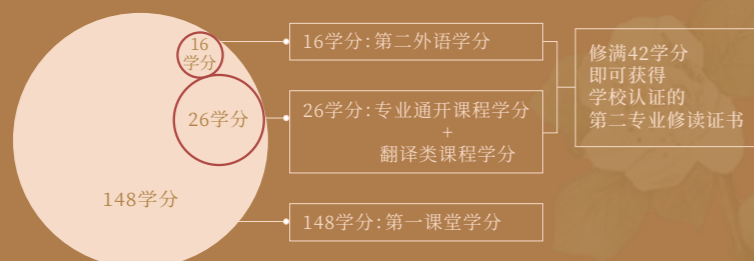 16
学分
26学分
148学分
16学分:第二外语学分
26学分:专业通开课程学分
+
翻译类课程学分
148学分:第一课堂学分
修满42学分
即可获得
学校认证的
第二专业修读证书